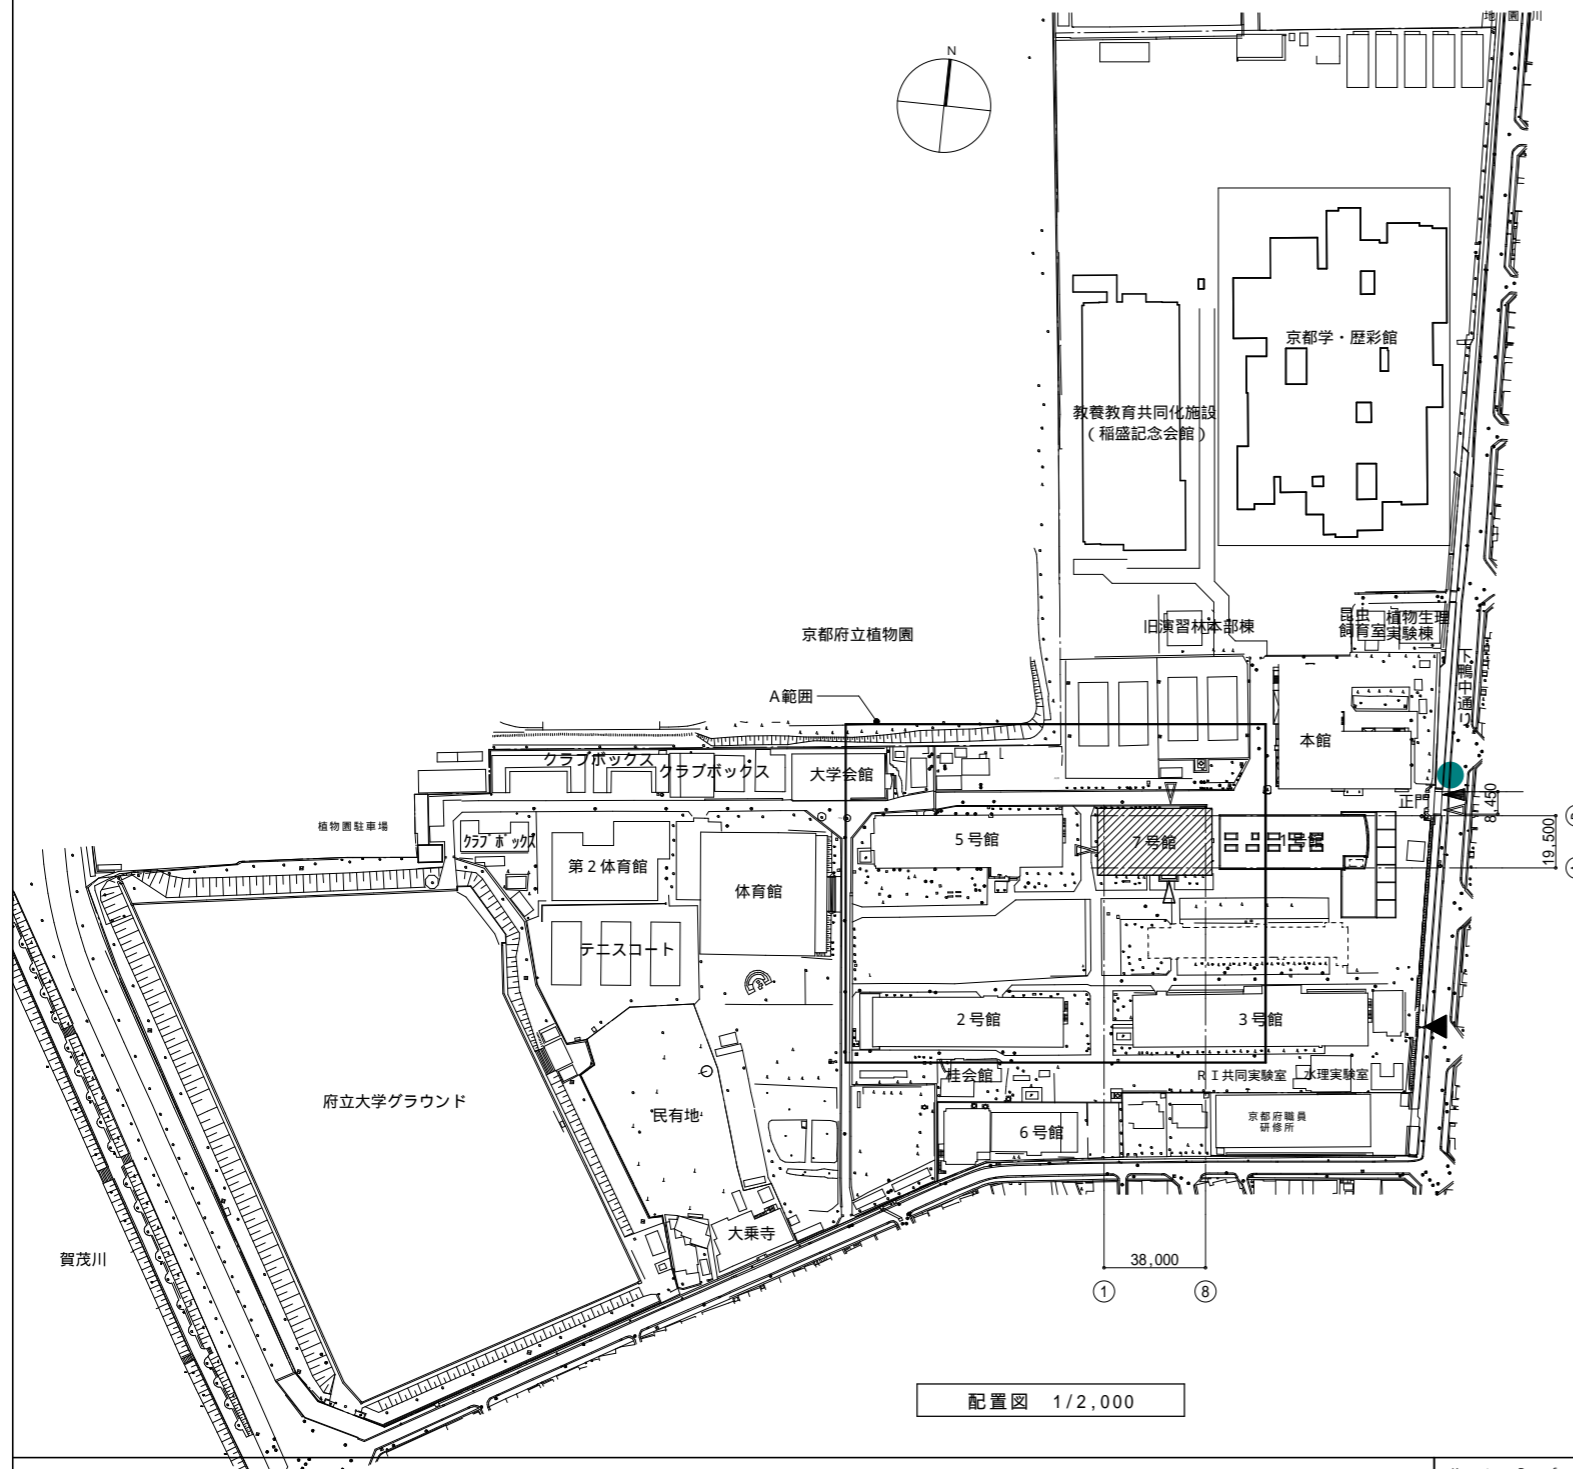 N
京都学・歴彩館
教養教育共同化施設
(稲盛記念会館)
京都府立植物園
旧演習林本部棟
昆虫
飼育室
植物生理
実験棟
下鴨中通り
A範囲
本館
クラブボックス
クラブボックス
大学会館
正門
8,450
19,500
植物園駐車場
クラブボックス
第2体育館
体育館
5号館
7号館
1号館
テニスコート
2号館
3号館
桂会館
RI共同実験室
水理実験室
府立大学グラウンド
民有地
6号館
京都府職員
研修所
大乗寺
賀茂川
38,000
1
8
配置図 1/2,000